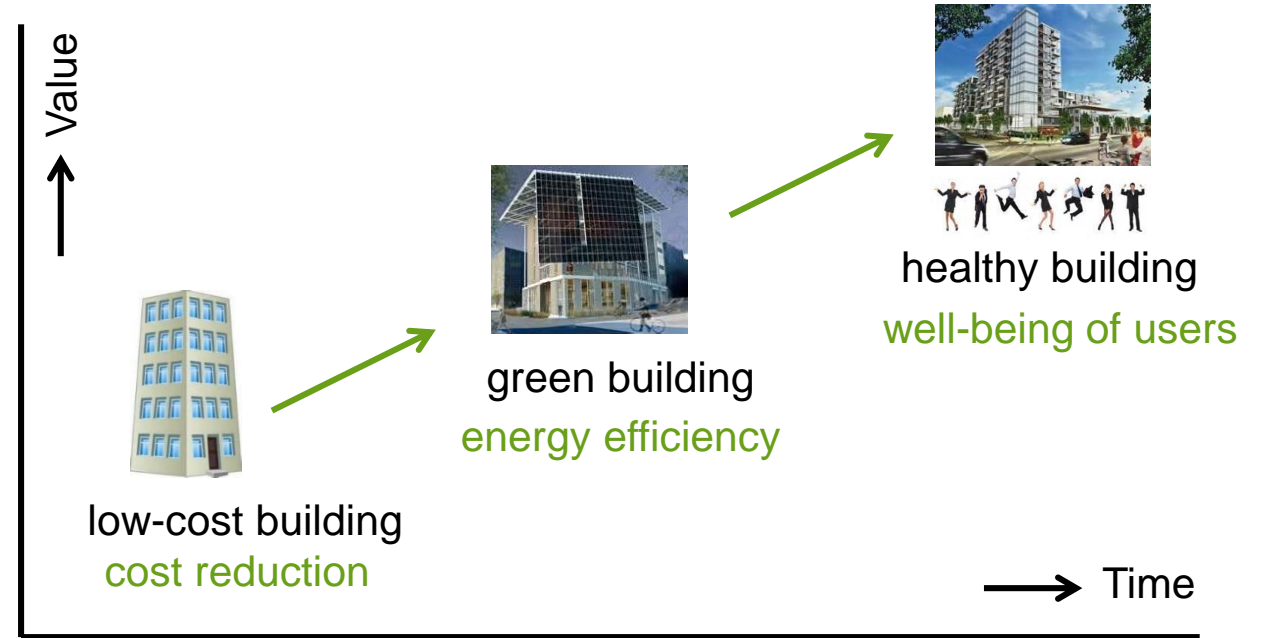 Value
healthy building
well-being of users
green building
energy efficiency
low-cost building
cost reduction
Time